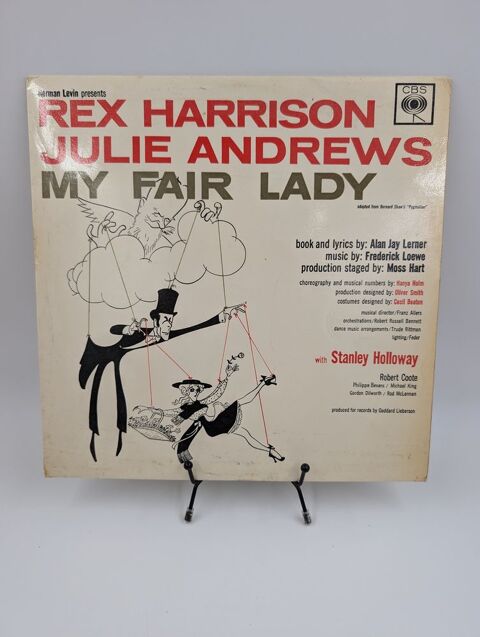 Herman Levin presents
CBS
REX HARRISON
JULIE ANDREWS
MY FAIR LADY
adapted from Bernard Shaw's "Pygmalion"
book and lyrics by: Alan Jay Lerner
music by: Frederick Loewe
production staged by: Moss Hart
choreography and musical numbers by: Hanya Holm
production designed by: Oliver Smith
costumes designed by: Cecil Beaton
musical director/Franz Allers
orchestrations/Robert Russell Bennett
dance music arrangements/Trude Rittman
lighting/Feder
with Stanley Holloway
Robert Coote
Philippa Bevans / Michael King
Gordon Dilworth / Rod McLennan
produced for records by Goddard Lieberson